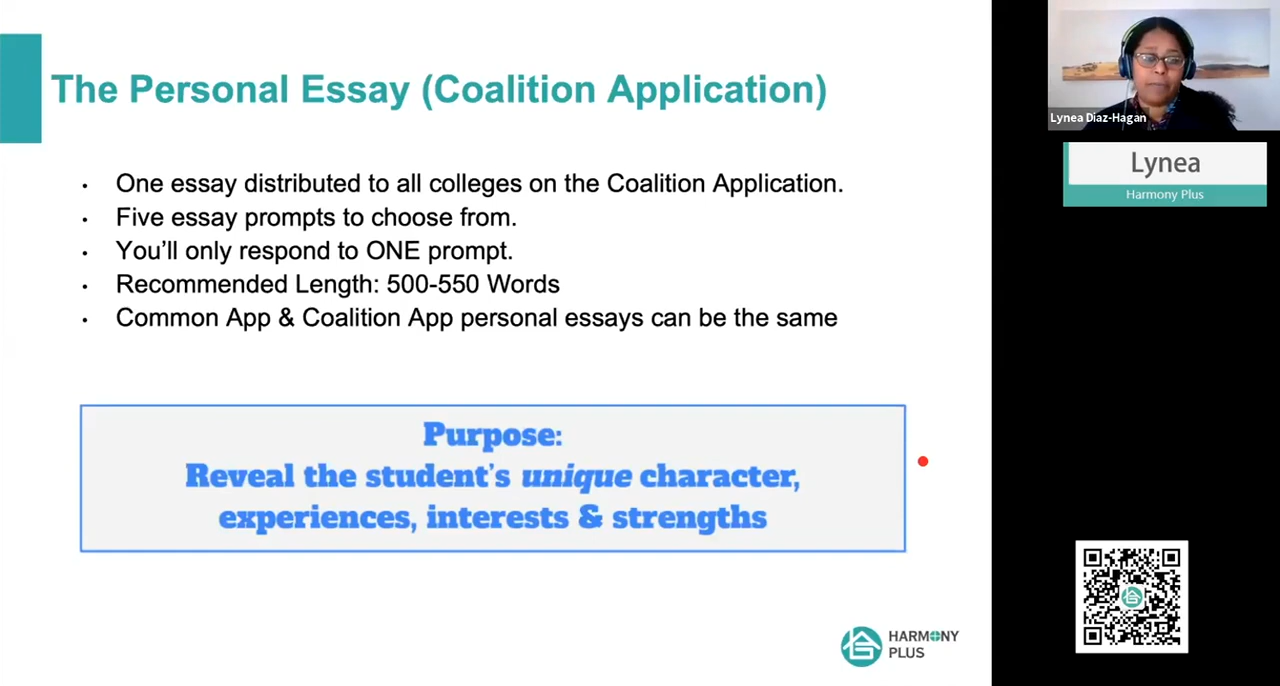 The Personal Essay (Coalition Application)
• One essay distributed to all colleges on the Coalition Application.
• Five essay prompts to choose from.
• You’ll only respond to ONE prompt.
• Recommended Length: 500-550 Words
• Common App & Coalition App personal essays can be the same
Purpose:
Reveal the student’s unique character,
experiences, interests & strengths
HARMONY
PLUS
Lynea Diaz-Hagan
Lynea
Harmony Plus